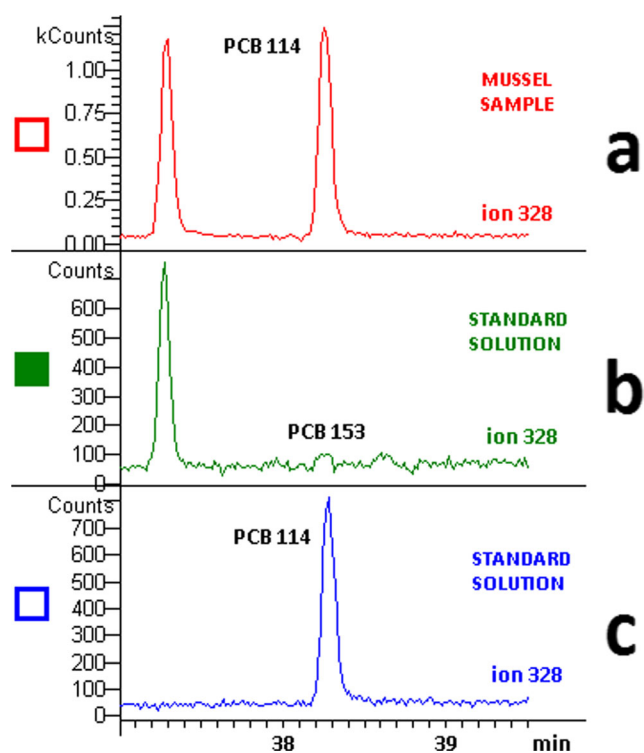 kCounts
PCB 114
1.00
MUSSEL
SAMPLE
0.75
0.50
0.25
ion 328
0.00
a
Counts
600
STANDARD
SOLUTION
500
400
300
200
PCB 153
ion 328
100
0
b
Counts
700
PCB 114
STANDARD
SOLUTION
600
500
400
300
200
ion 328
100
0
c
38
39
min